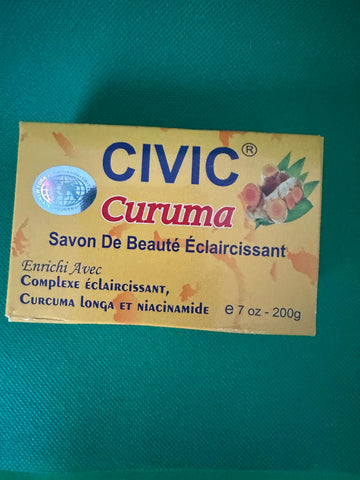 CIVIC®
Curuma
Savon De Beauté Éclaircissant
Enrichi Avec
Complexe éclaircissant,
Curcuma longa et niacinamide
e 7 oz - 200g